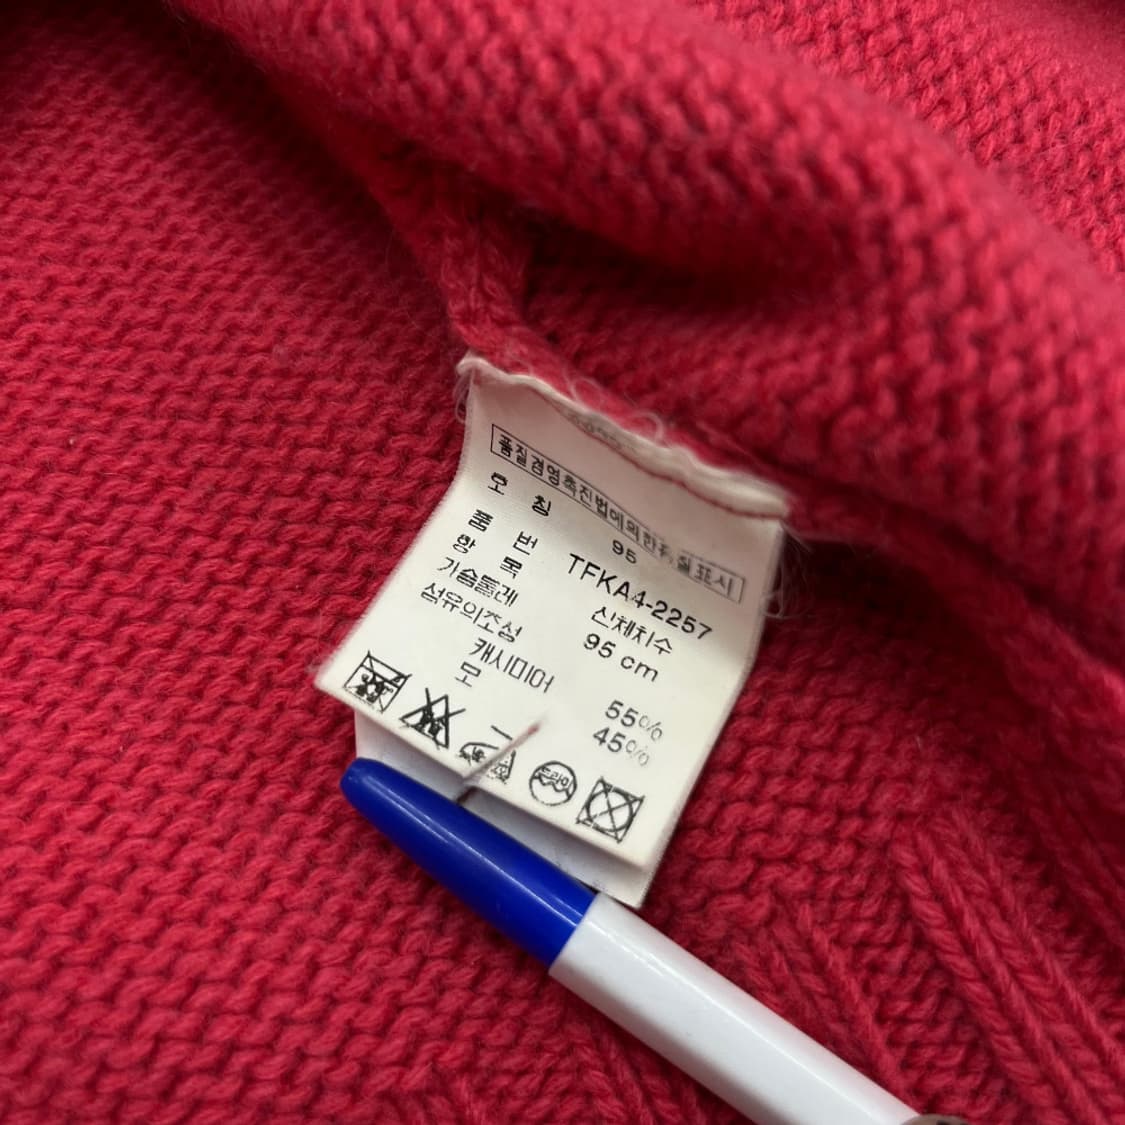 품질경영촉진법에의한품질표시
호 칭 95
품 번 TFKA4-2257
항 목 신체치수
가슴둘레 95 cm
섬유의조성
캐시미어 55%
모 45%
드라이